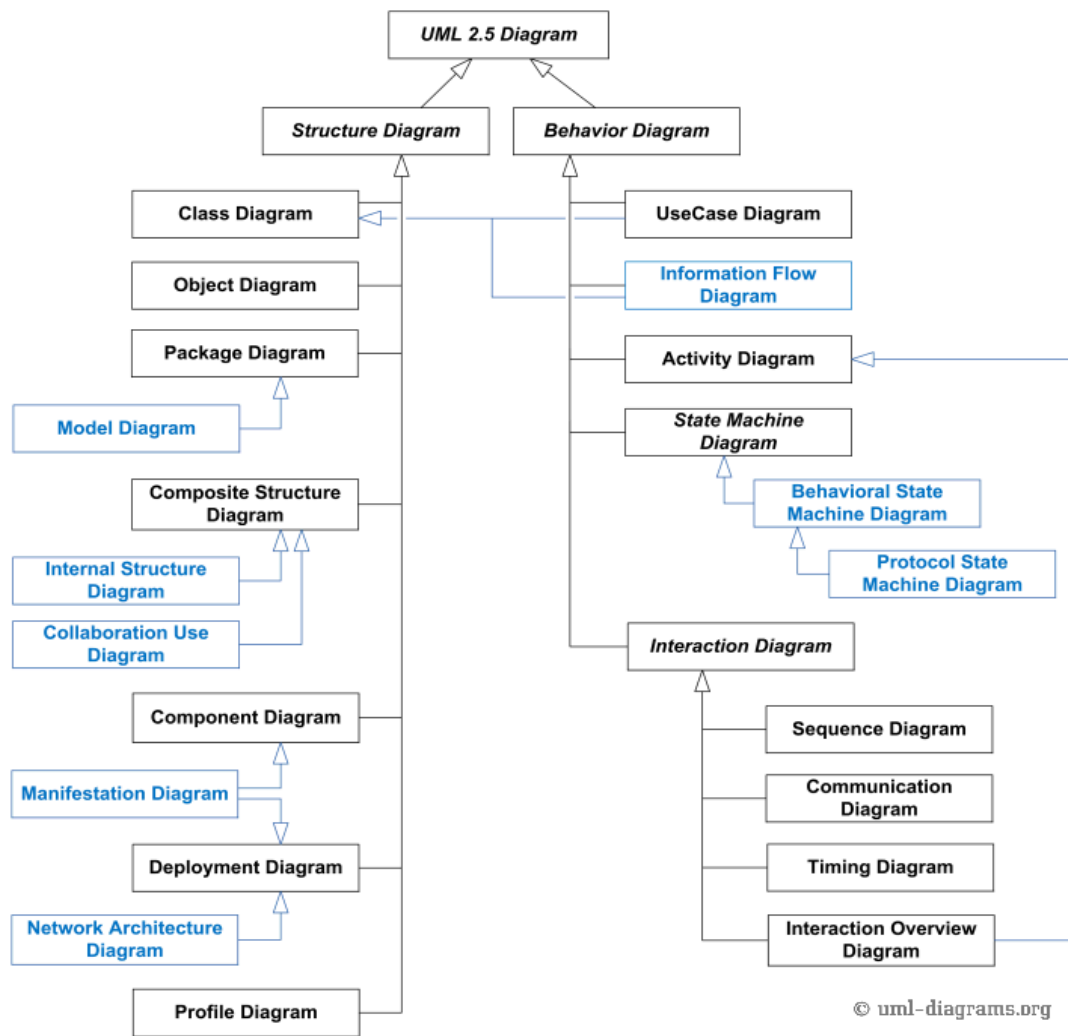 UML 2.5 Diagram
Structure Diagram
Behavior Diagram
Class Diagram
UseCase Diagram
Object Diagram
Information Flow
Diagram
Package Diagram
Activity Diagram
Model Diagram
State Machine
Diagram
Composite Structure
Diagram
Behavioral State
Machine Diagram
Internal Structure
Diagram
Protocol State
Machine Diagram
Collaboration Use
Diagram
Interaction Diagram
Component Diagram
Sequence Diagram
Manifestation Diagram
Communication
Diagram
Deployment Diagram
Timing Diagram
Network Architecture
Diagram
Interaction Overview
Diagram
Profile Diagram
© uml-diagrams.org